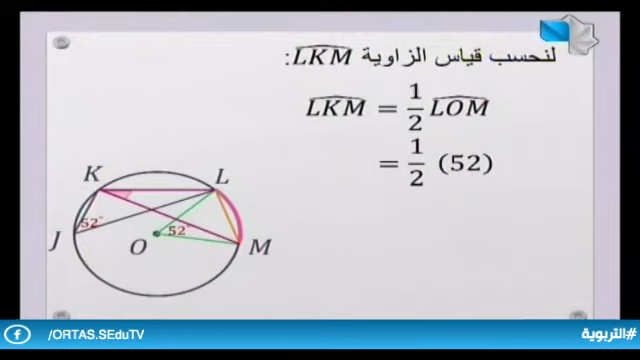 لنحسب قياس الزاوية LKM:
LKM = 1/2 LOM
= 1/2 (52)
K
L
52°
J
O
52°
M
/ORTAS.SEduTV
#التربوية